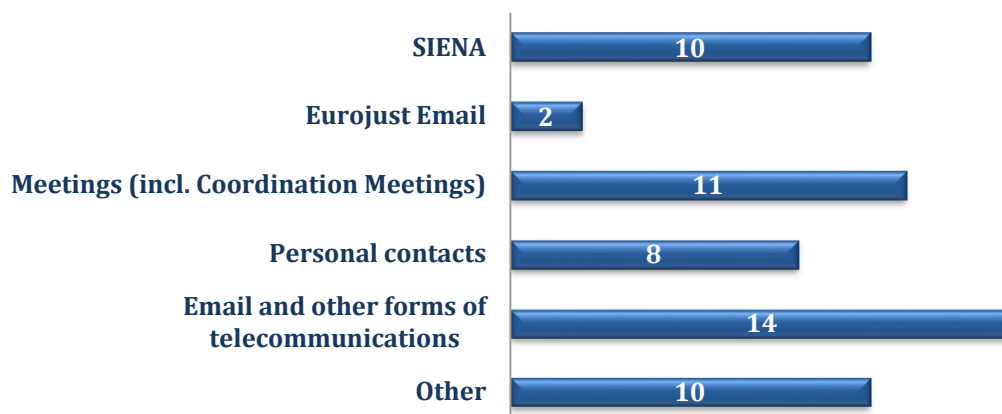 SIENA
10
Eurojust Email
2
Meetings (incl. Coordination Meetings)
11
Personal contacts
8
Email and other forms of
telecommunications
14
Other
10